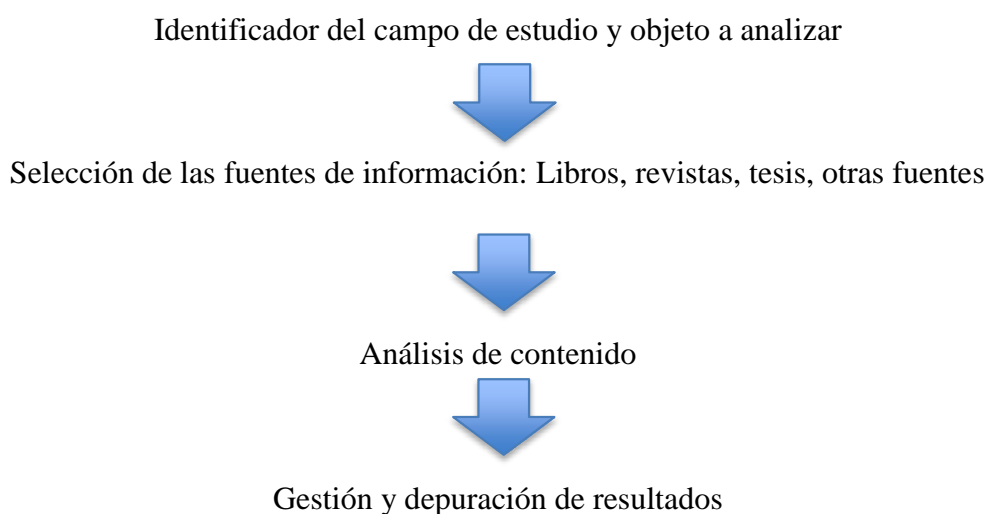 Identificador del campo de estudio y objeto a analizar
Selección de las fuentes de información: Libros, revistas, tesis, otras fuentes
Análisis de contenido
Gestión y depuración de resultados